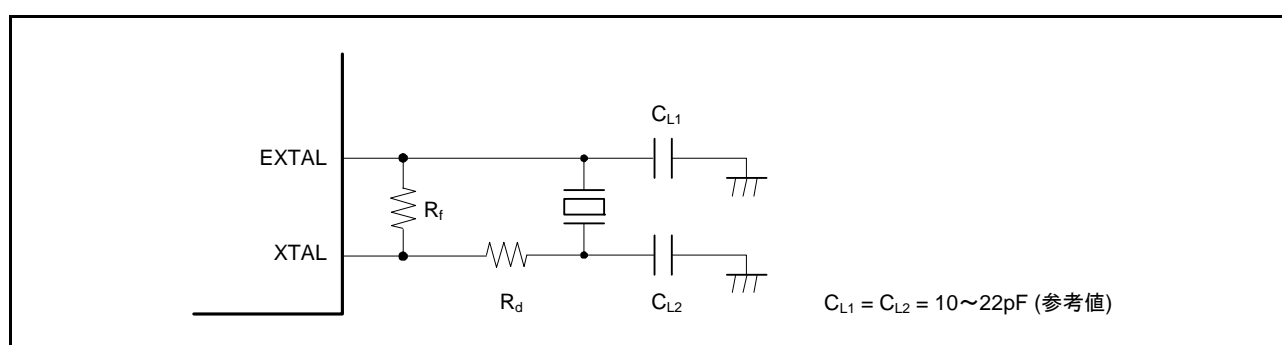 C_L1
EXTAL
R_f
XTAL
R_d
C_L2
C_L1 = C_L2 = 10～22pF (参考値)